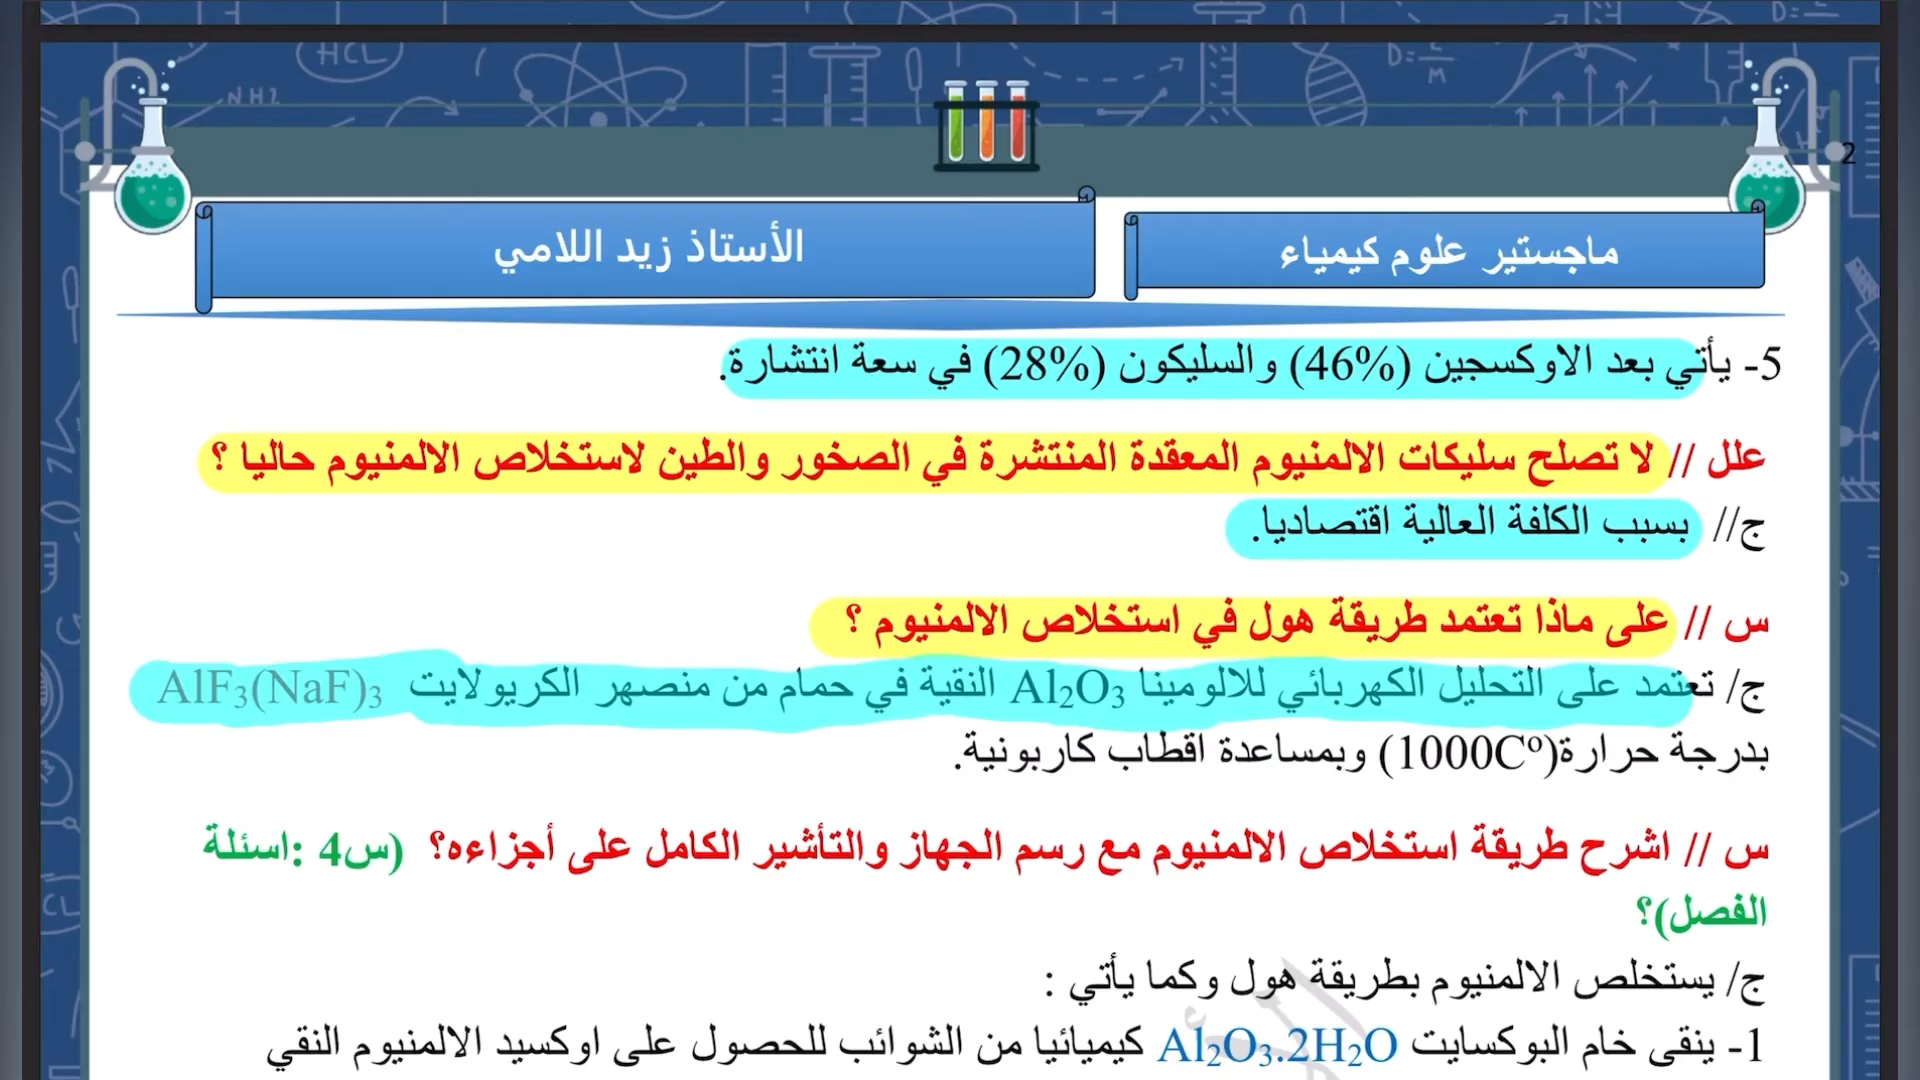 HCL
NH2
D=
D= M
2
ماجستير علوم كيمياء
الأستاذ زيد اللامي
5- يأتي بعد الاوكسجين (46%) والسليكون (28%) في سعة انتشارة.
علل // لا تصلح سليكات الالمنيوم المعقدة المنتشرة في الصخور والطين لاستخلاص الالمنيوم حاليا ؟
ج// بسبب الكلفة العالية اقتصاديا.
س // على ماذا تعتمد طريقة هول في استخلاص الالمنيوم ؟
ج/ تعتمد على التحليل الكهربائي للالومينا Al₂O₃ النقية في حمام من منصهر الكريولايت AlF₃(NaF)₃
بدرجة حرارة(1000Cº) وبمساعدة اقطاب كاربونية.
س // اشرح طريقة استخلاص الالمنيوم مع رسم الجهاز والتأشير الكامل على أجزاءه؟ (س4 :اسئلة
الفصل)؟
ج/ يستخلص الالمنيوم بطريقة هول وكما يأتي :
1- ينقى خام البوكسايت Al₂O₃.2H₂O كيميائيا من الشوائب للحصول على اوكسيد الالمنيوم النقي